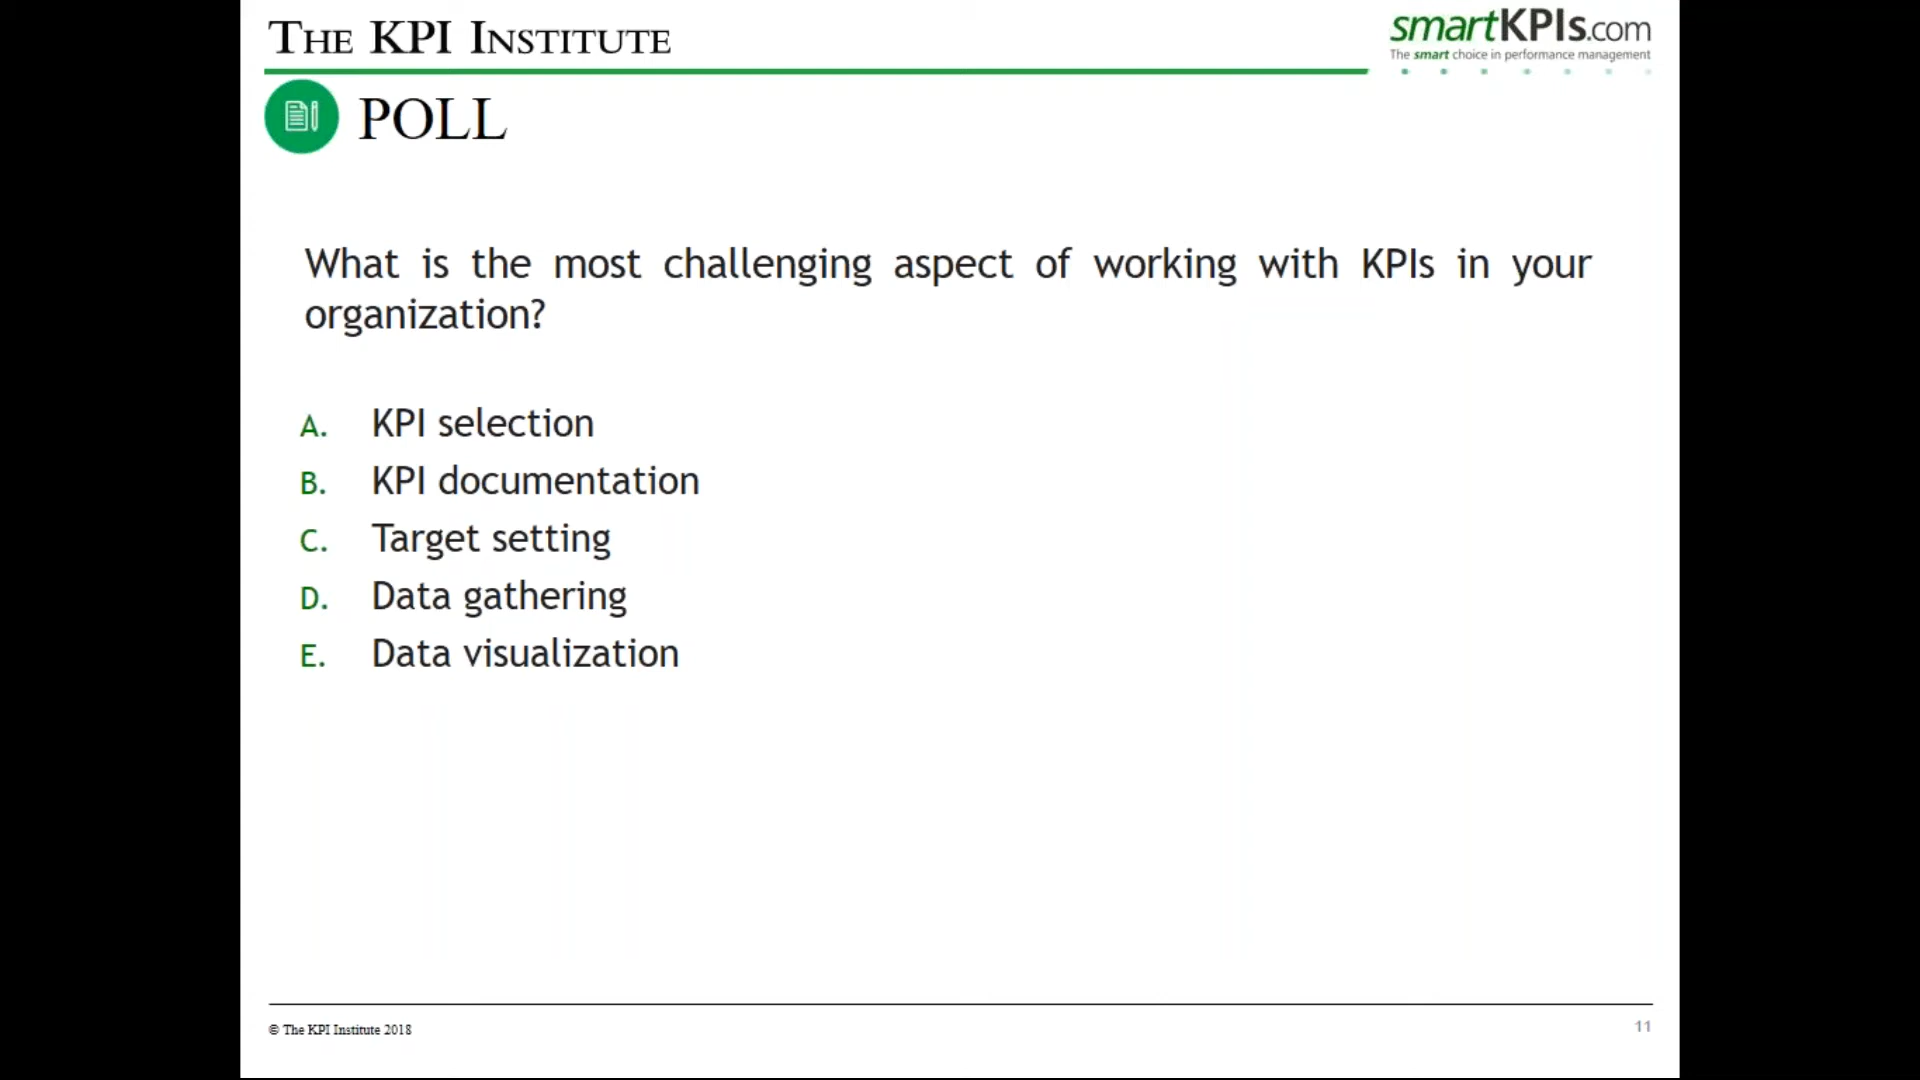 THE KPI INSTITUTE
smartKPIs.com
The smart choice in performance management
POLL
What is the most challenging aspect of working with KPIs in your
organization?
A. KPI selection
B. KPI documentation
C. Target setting
D. Data gathering
E. Data visualization
© The KPI Institute 2018
11